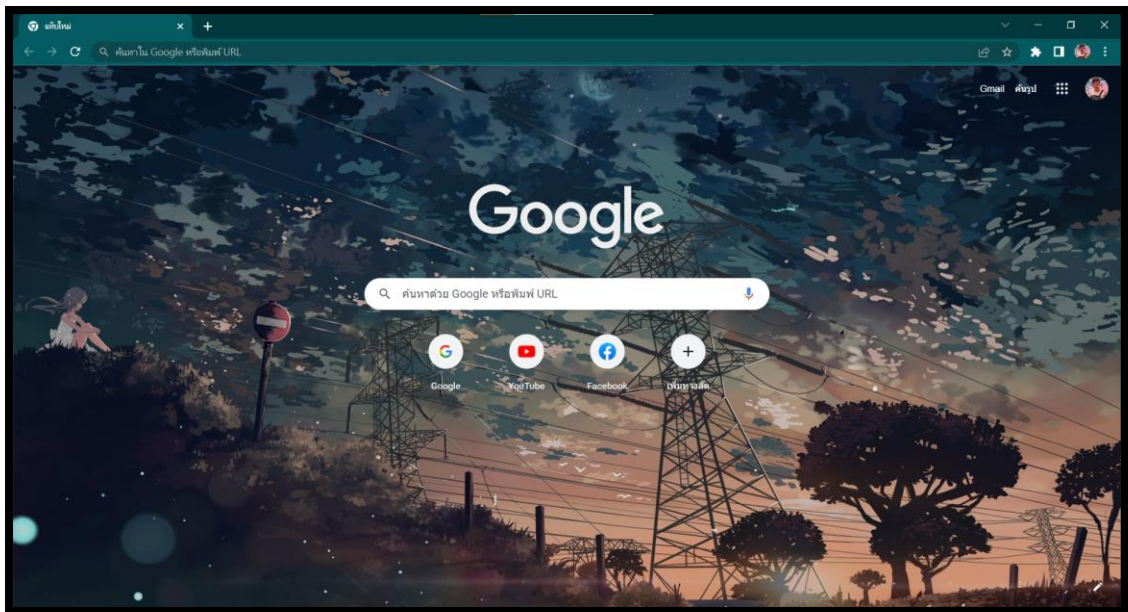 แท็บใหม่
ค้นหาใน Google หรือพิมพ์ URL
Gmail ค้นรูป
Google
ค้นหาด้วย Google หรือพิมพ์ URL
Google YouTube Facebook เพิ่มทางลัด